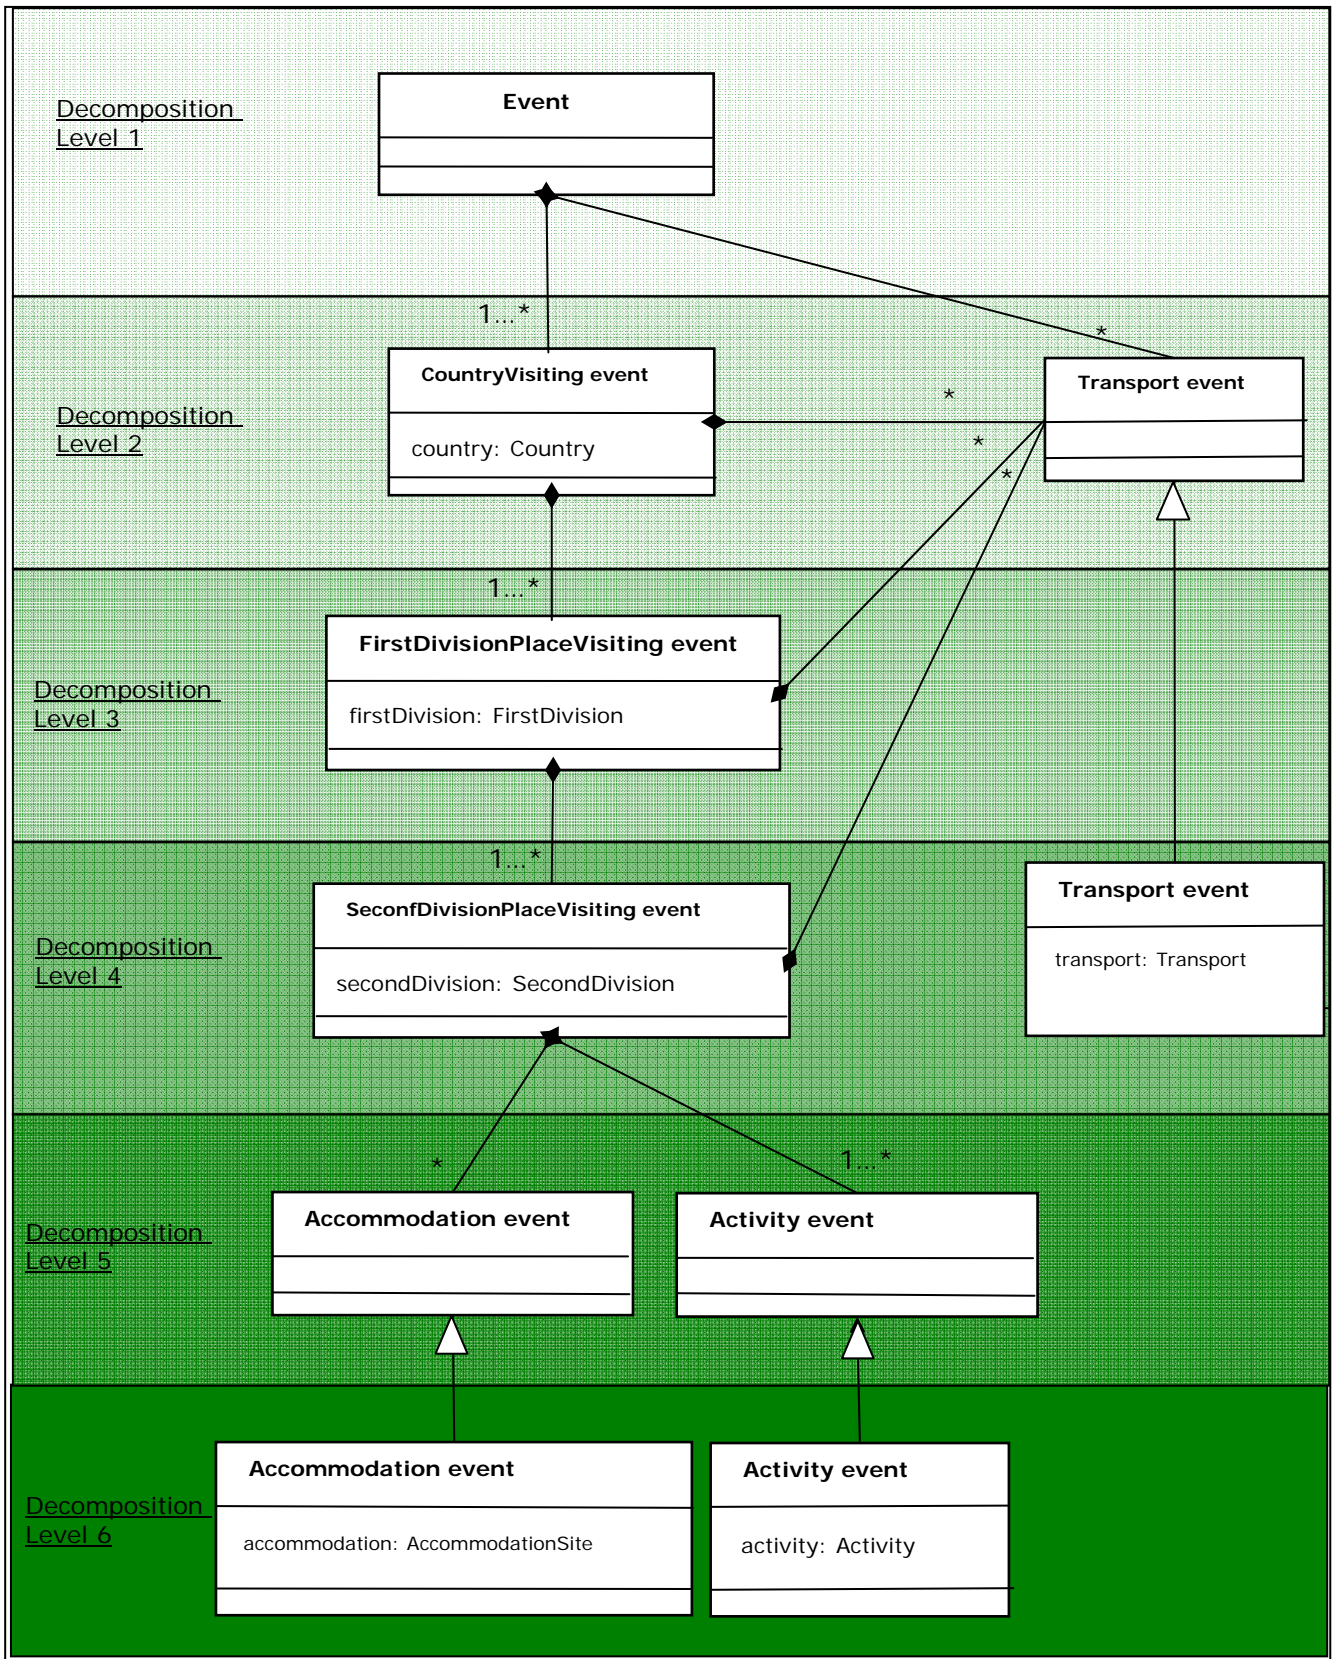 Decomposition
Level 1
Event
1...*
*
Decomposition
Level 2
CountryVisiting event
country: Country
*
*
*
Transport event
1...*
Decomposition
Level 3
FirstDivisionPlaceVisiting event
firstDivision: FirstDivision
1...*
Decomposition
Level 4
SeconfDivisionPlaceVisiting event
secondDivision: SecondDivision
Transport event
transport: Transport
*
1...*
Decomposition
Level 5
Accommodation event
Activity event
Decomposition
Level 6
Accommodation event
accommodation: AccommodationSite
Activity event
activity: Activity